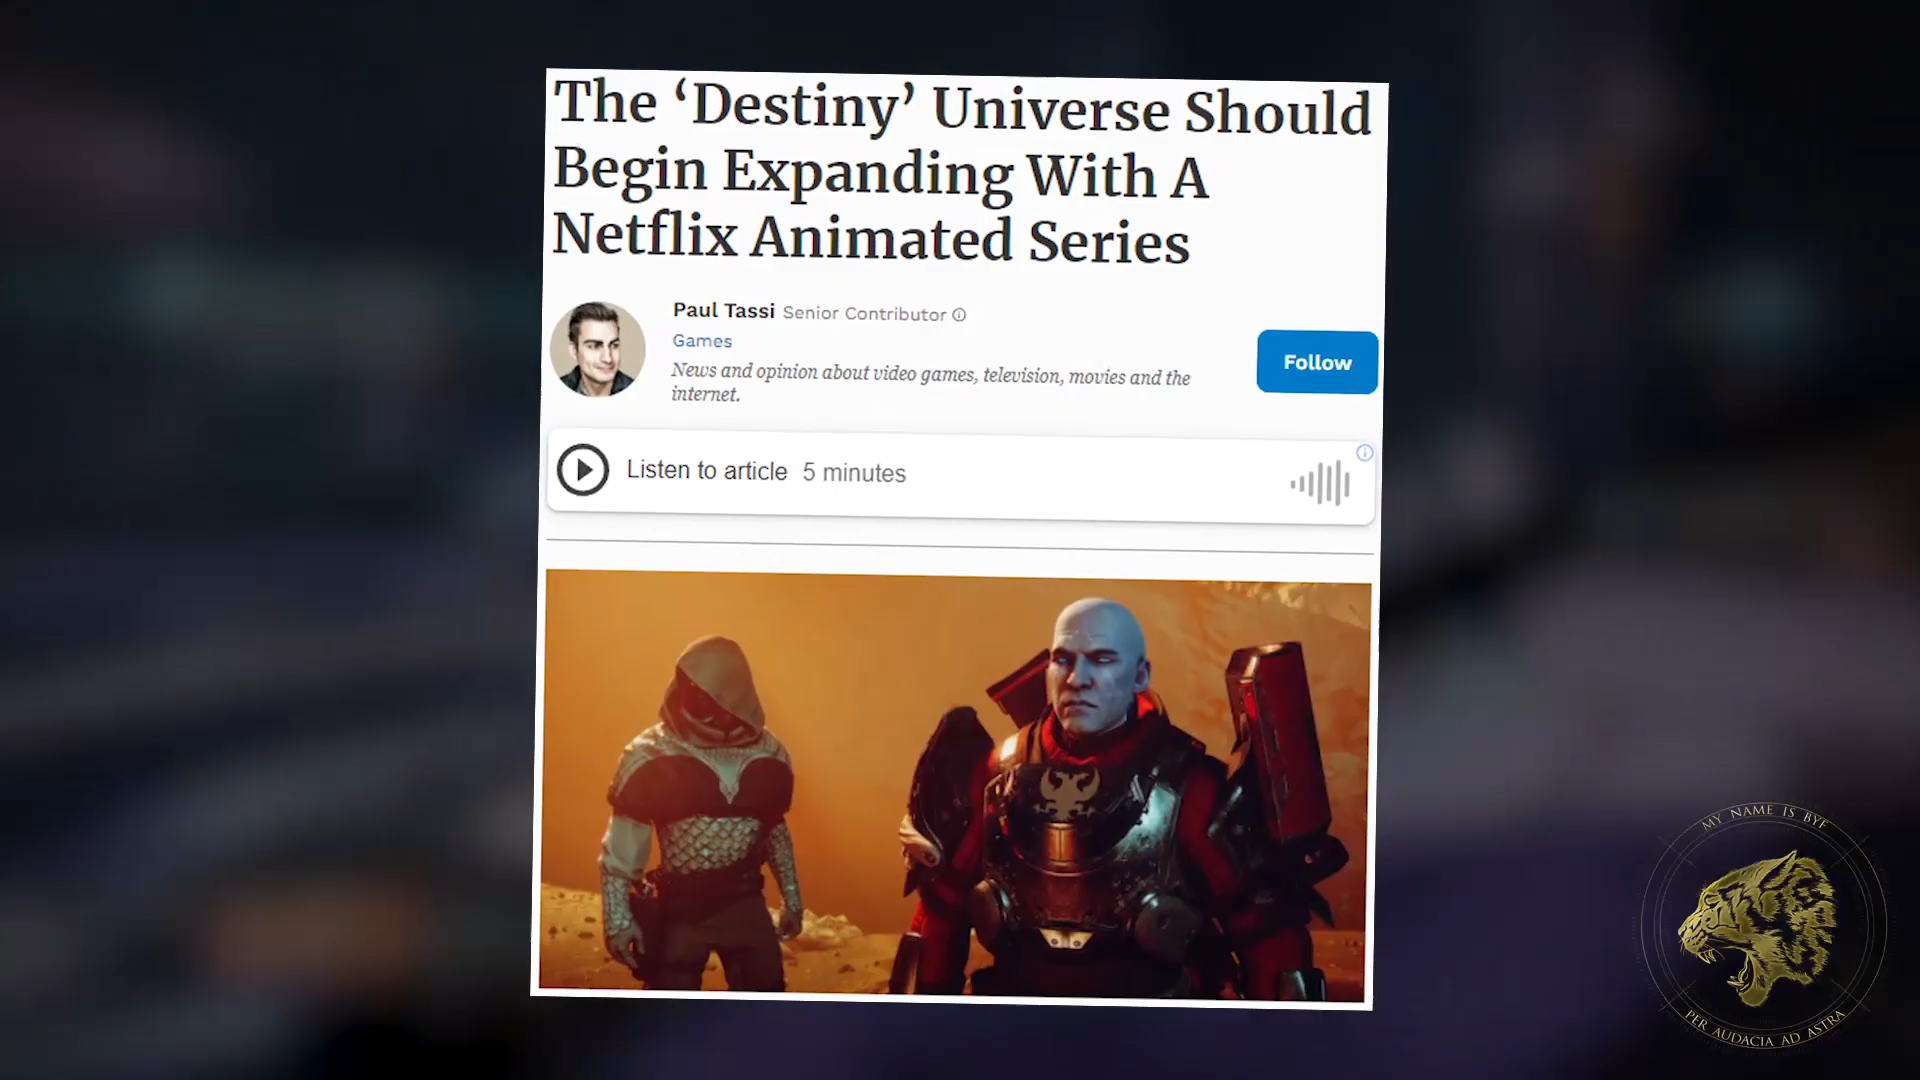 The ‘Destiny’ Universe Should
Begin Expanding With A
Netflix Animated Series
Paul Tassi Senior Contributor
Games
News and opinion about video games, television, movies and the
internet.
Follow
Listen to article 5 minutes
MY NAME IS BYF
PER AUDACIA AD ASTRA